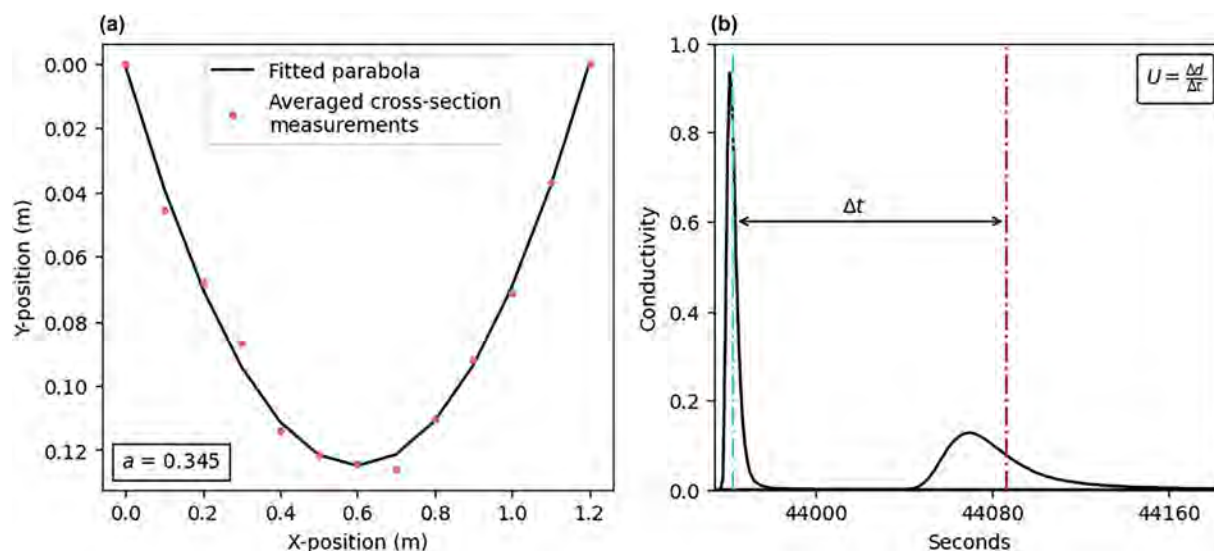 (a)
Fitted parabola
Averaged cross-section
measurements
0.00
0.02
0.04
0.06
0.08
0.10
0.12
Y-position (m)
a = 0.345
0.0 0.2 0.4 0.6 0.8 1.0 1.2
X-position (m)
(b)
1.0
0.8
0.6
0.4
0.2
0.0
Conductivity
U = Δd/Δt
Δt
44000 44080 44160
Seconds